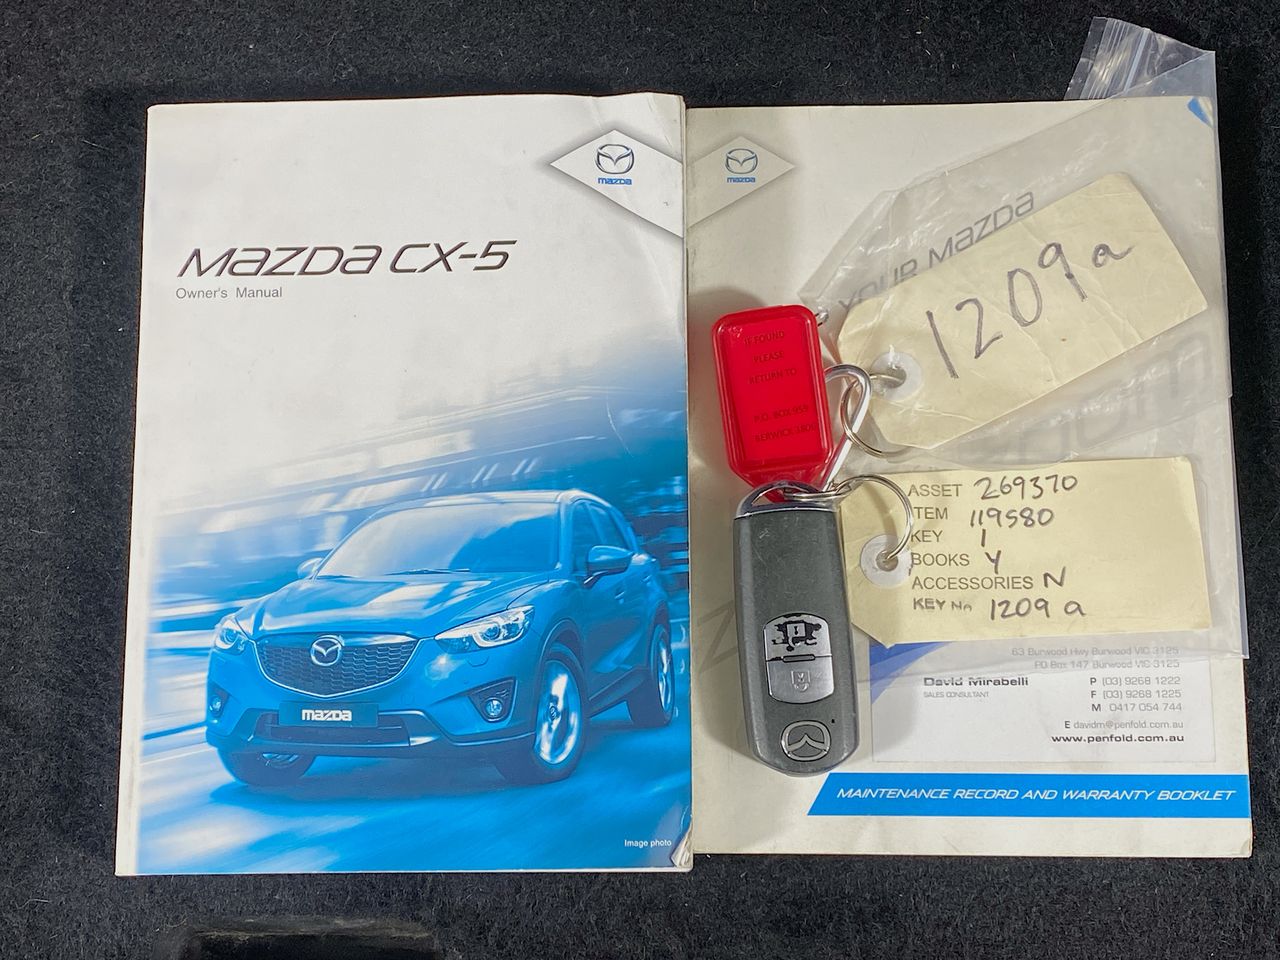 mazda
MAZDA CX-5
Owner's Manual
mazda
Image photo
mazda
YOUR MAZDA
1209a
IF FOUND
PLEASE
RETURN TO
P.O. BOX 959
BERWICK 3806
ASSET 269370
ITEM 119580
KEY 1
BOOKS Y
ACCESSORIES N
KEY No 1209a
63 Burwood Hwy Burwood VIC 3125
PO Box 147 Burwood VIC 3125
David Mirabelli
SALES CONSULTANT
P (03) 9268 1222
F (03) 9268 1225
M 0417 054 744
E davidm@penfold.com.au
www.penfold.com.au
MAINTENANCE RECORD AND WARRANTY BOOKLET